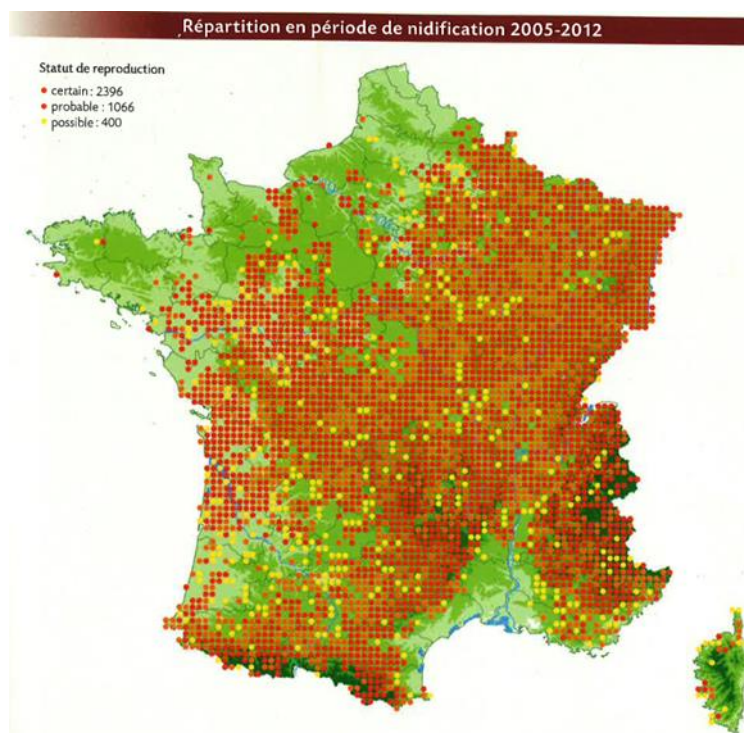 Répartition en période de nidification 2005-2012
Statut de reproduction
certain : 2396
probable : 1066
possible : 400